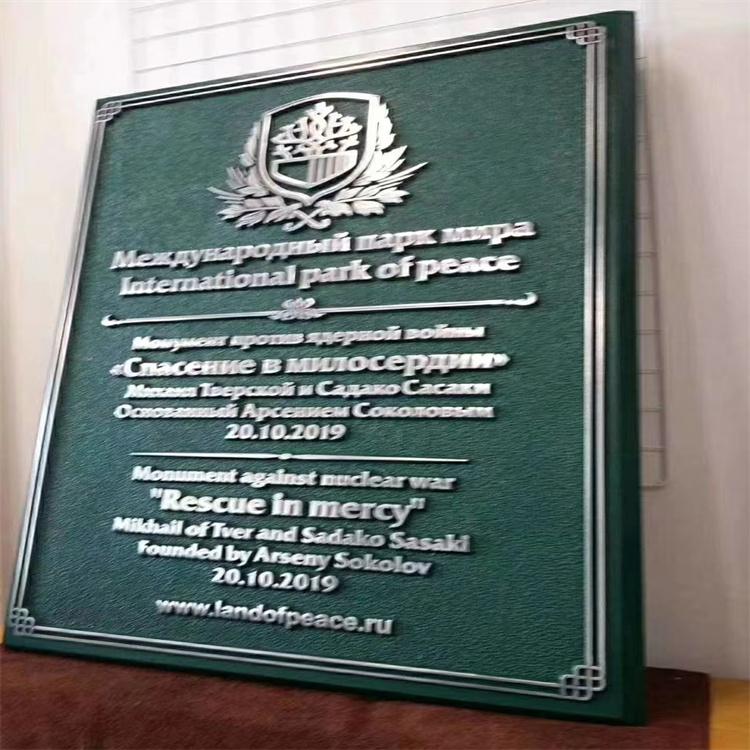 Международный парк мира
International park of peace
Монумент против ядерной войны
«Спасение в милосердии»
Михаил Тверской и Садако Сасаки
Основанный Арсением Соколовым
20.10.2019
Monument against nuclear war
"Rescue in mercy"
Mikhail of Tver and Sadako Sasaki
Founded by Arseny Sokolov
20.10.2019
www.landofpeace.ru